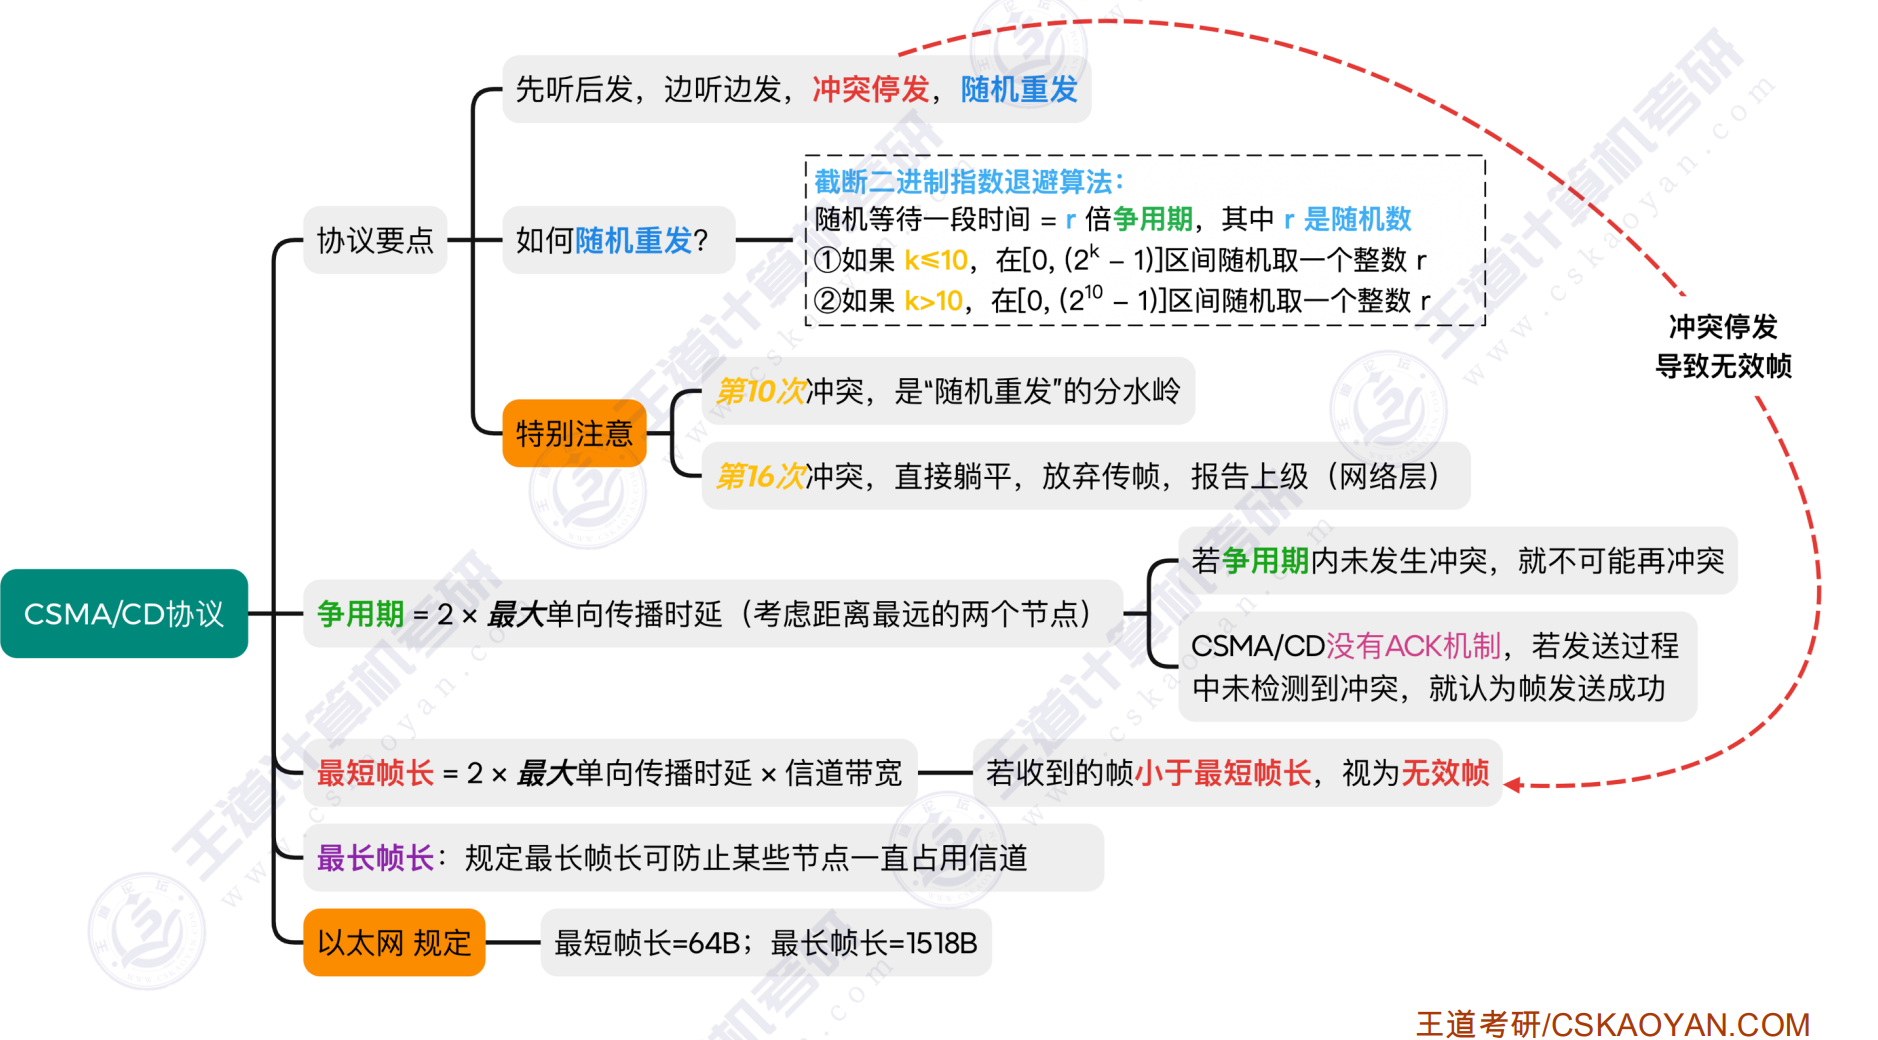 先听后发，边听边发，冲突停发，随机重发
截断二进制指数退避算法：
随机等待一段时间 = r 倍争用期，其中 r 是随机数
①如果 k≤10，在[0, (2^k − 1)]区间随机取一个整数 r
②如果 k>10，在[0, (2^10 − 1)]区间随机取一个整数 r
协议要点
如何随机重发？
冲突停发
导致无效帧
特别注意
第10次冲突，是“随机重发”的分水岭
第16次冲突，直接躺平，放弃传帧，报告上级（网络层）
CSMA/CD协议
争用期 = 2 × 最大单向传播时延（考虑距离最远的两个节点）
若争用期内未发生冲突，就不可能再冲突
CSMA/CD没有ACK机制，若发送过程
中未检测到冲突，就认为帧发送成功
最短帧长 = 2 × 最大单向传播时延 × 信道带宽
若收到的帧小于最短帧长，视为无效帧
最长帧长：规定最长帧长可防止某些节点一直占用信道
以太网 规定
最短帧长=64B；最长帧长=1518B
王道考研/CSKAOYAN.COM
王道计算机考研
www.cskaoyan.com